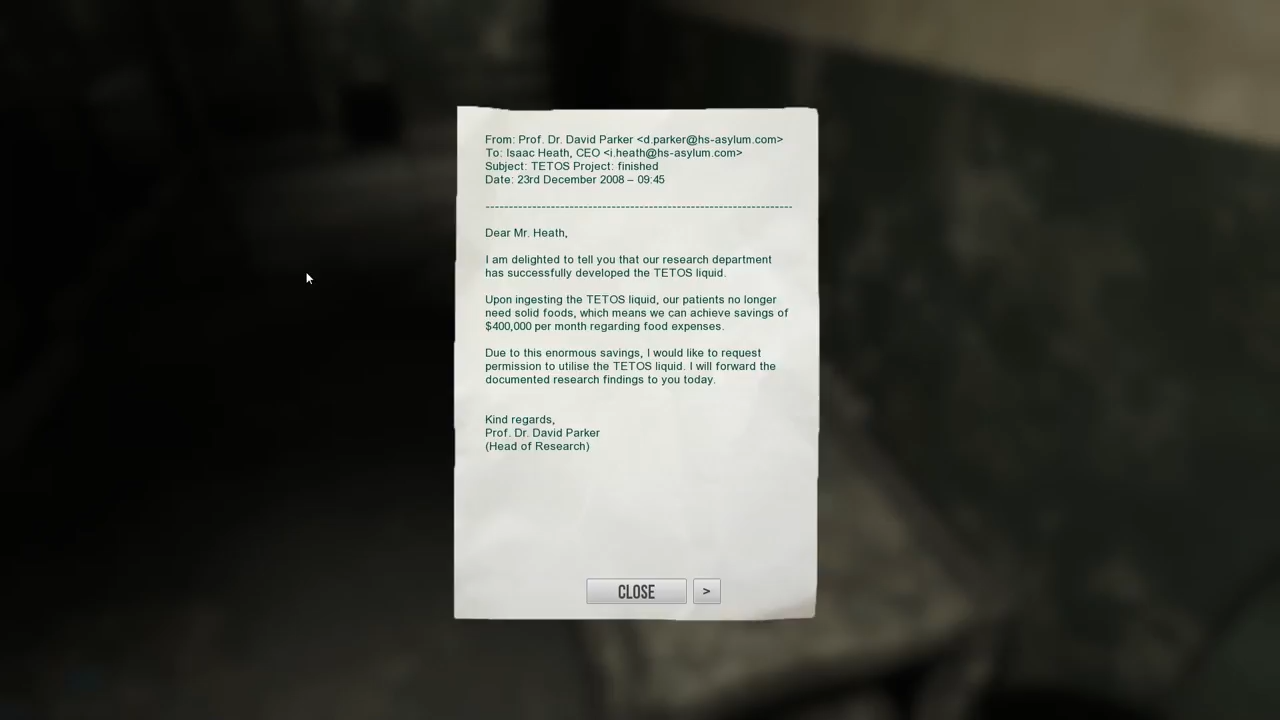 From: Prof. Dr. David Parker <d.parker@hs-asylum.com>
To: Isaac Heath, CEO <i.heath@hs-asylum.com>
Subject: TETOS Project: finished
Date: 23rd December 2008 – 09:45
------------------------------------------------------------------
Dear Mr. Heath,
I am delighted to tell you that our research department
has successfully developed the TETOS liquid.
Upon ingesting the TETOS liquid, our patients no longer
need solid foods, which means we can achieve savings of
$400,000 per month regarding food expenses.
Due to this enormous savings, I would like to request
permission to utilise the TETOS liquid. I will forward the
documented research findings to you today.
Kind regards,
Prof. Dr. David Parker
(Head of Research)
CLOSE >